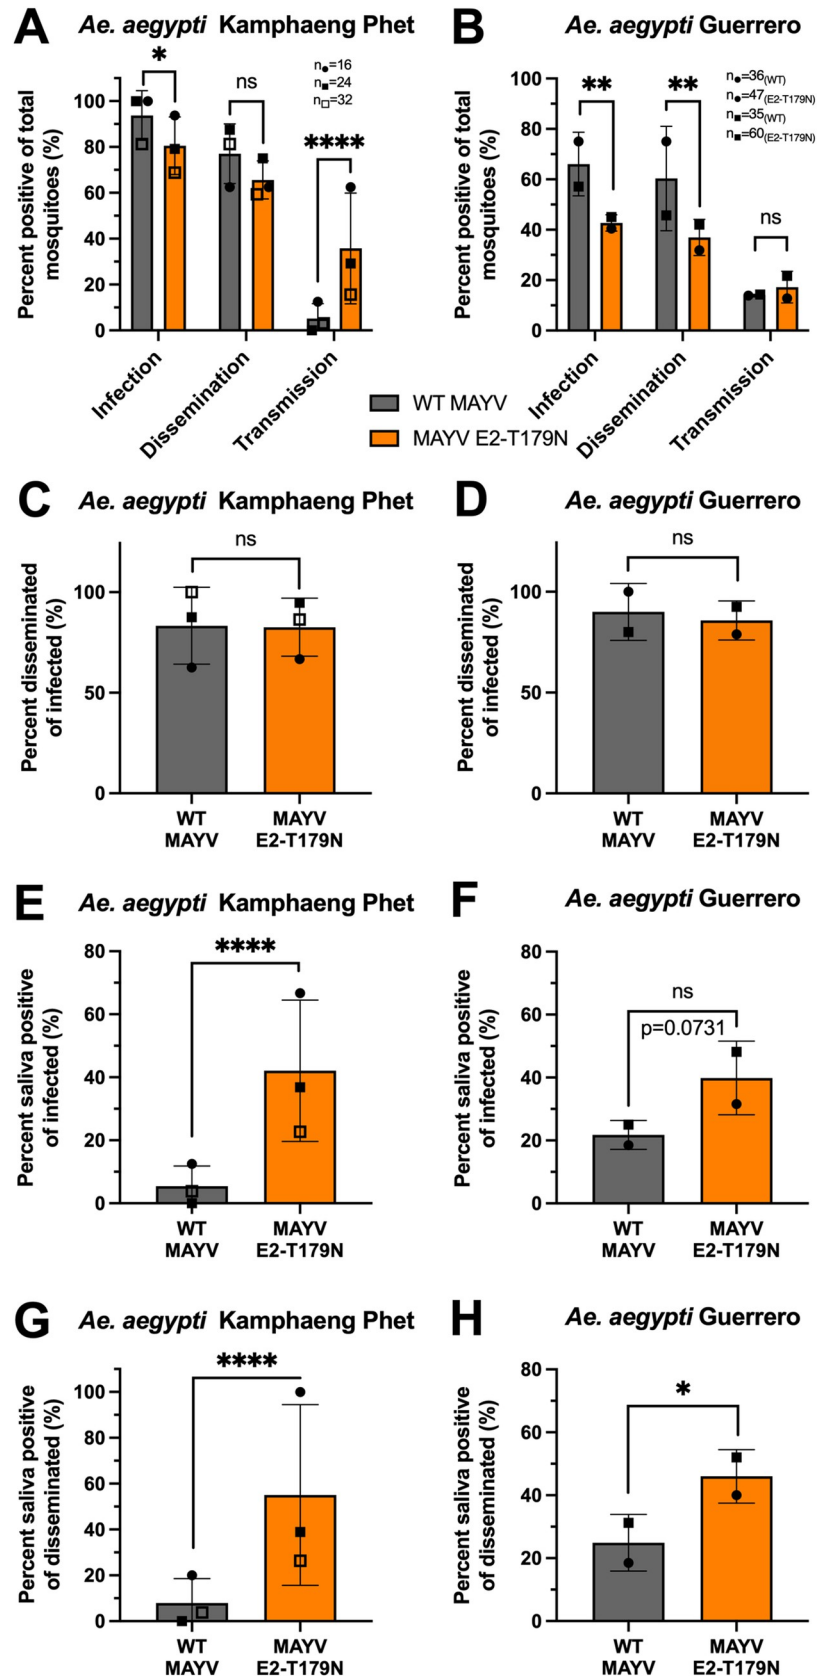 A
Ae. aegypti Kamphaeng Phet
Percent positive of total
mosquitoes (%)
100
80
60
40
20
0
*
ns
****
n●=16
n■=24
n□=32
Infection
Dissemination
Transmission
B
Ae. aegypti Guerrero
Percent positive of total
mosquitoes (%)
100
80
60
40
20
0
**
**
ns
n●=36(WT)
n●=47(E2-T179N)
n■=35(WT)
n■=60(E2-T179N)
Infection
Dissemination
Transmission
WT MAYV
MAYV E2-T179N
C
Ae. aegypti Kamphaeng Phet
Percent disseminated
of infected (%)
100
50
0
ns
WT
MAYV
MAYV
E2-T179N
D
Ae. aegypti Guerrero
Percent disseminated
of infected (%)
100
50
0
ns
WT
MAYV
MAYV
E2-T179N
E
Ae. aegypti Kamphaeng Phet
Percent saliva positive
of infected (%)
80
60
40
20
0
****
WT
MAYV
MAYV
E2-T179N
F
Ae. aegypti Guerrero
Percent saliva positive
of infected (%)
80
60
40
20
0
ns
p=0.0731
WT
MAYV
MAYV
E2-T179N
G
Ae. aegypti Kamphaeng Phet
Percent saliva positive
of disseminated (%)
100
80
60
40
20
0
****
WT
MAYV
MAYV
E2-T179N
H
Ae. aegypti Guerrero
Percent saliva positive
of disseminated (%)
80
60
40
20
0
*
WT
MAYV
MAYV
E2-T179N